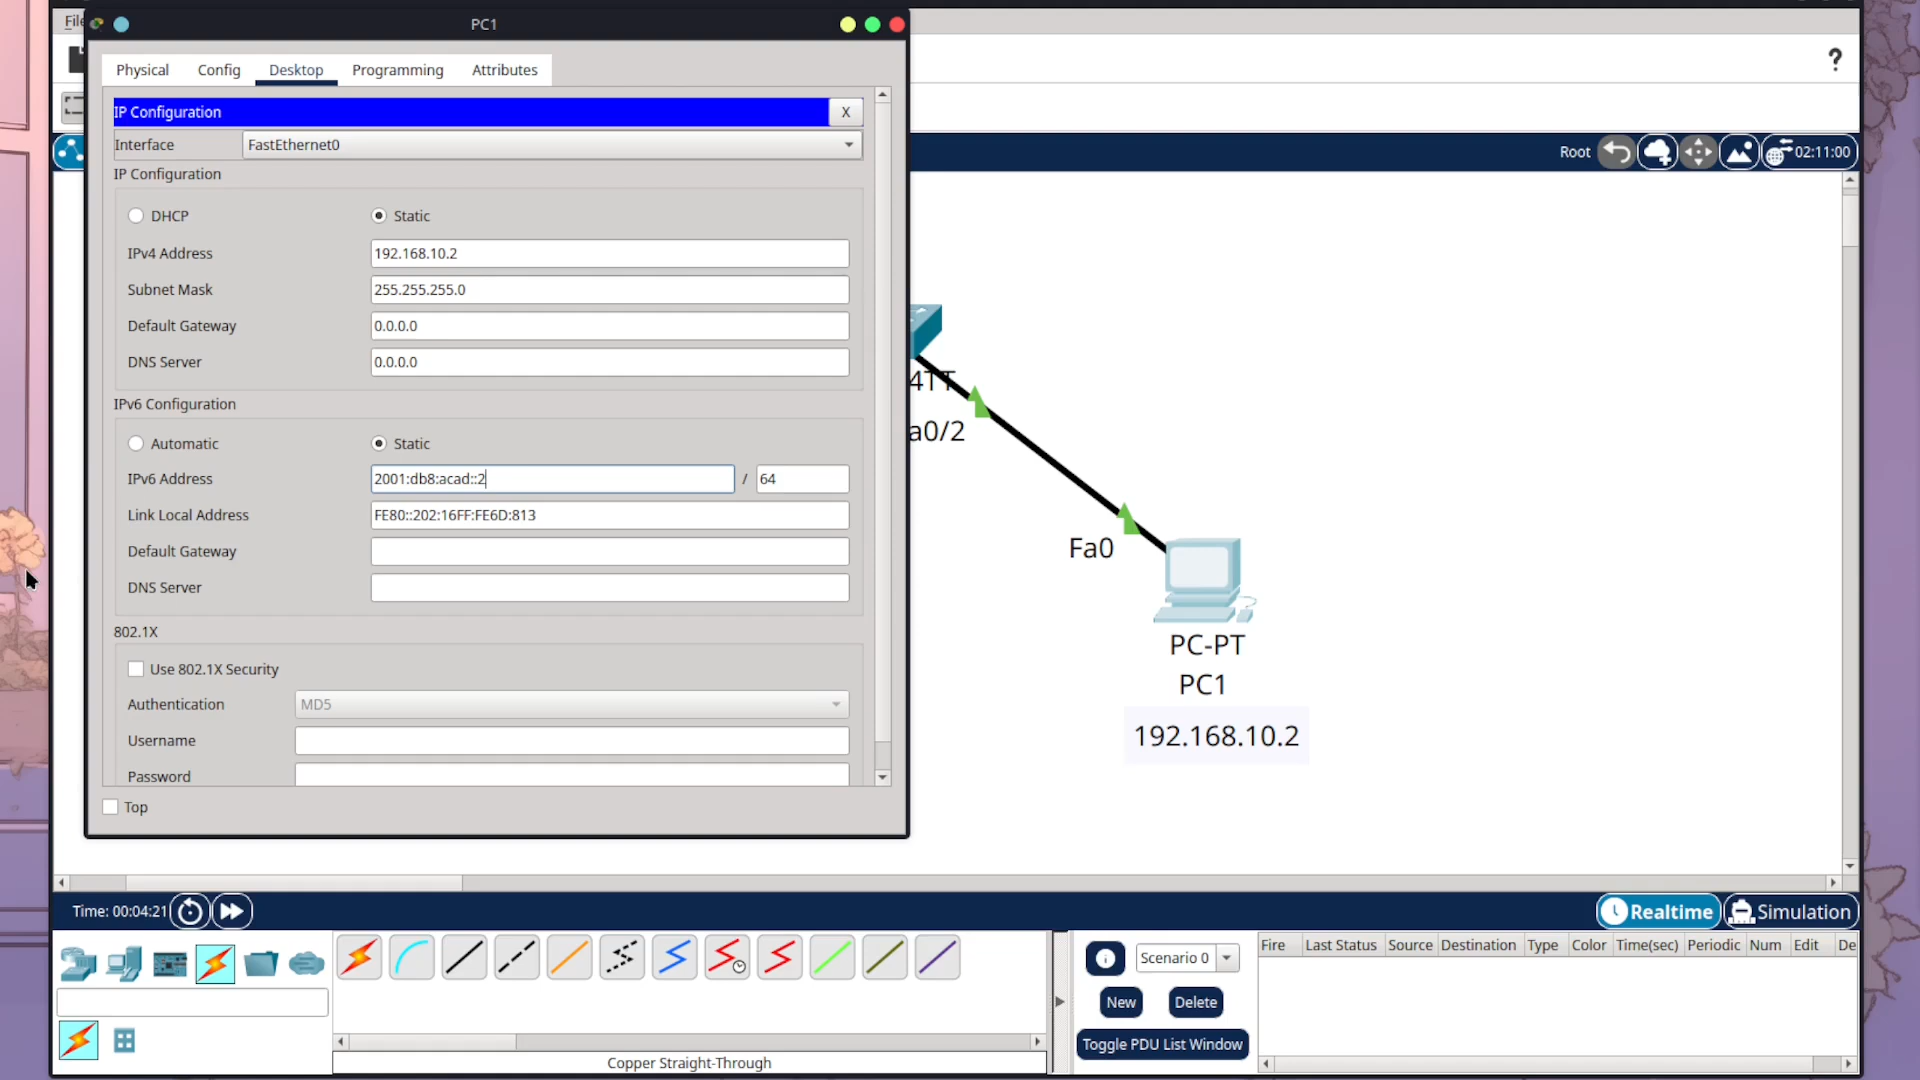 File
PC1
Physical Config Desktop Programming Attributes
IP Configuration X
Interface FastEthernet0
IP Configuration
DHCP Static
IPv4 Address 192.168.10.2
Subnet Mask 255.255.255.0
Default Gateway 0.0.0.0
DNS Server 0.0.0.0
IPv6 Configuration
Automatic Static
IPv6 Address 2001:db8:acad::2 / 64
Link Local Address FE80::202:16FF:FE6D:813
Default Gateway
DNS Server
802.1X
Use 802.1X Security
Authentication MD5
Username
Password
Top
?
Root 02:11:00
4TT
a0/2
Fa0
PC-PT
PC1
192.168.10.2
Time: 00:04:21
Realtime Simulation
Scenario 0
New Delete
Toggle PDU List Window
Fire Last Status Source Destination Type Color Time(sec) Periodic Num Edit De
Copper Straight-Through